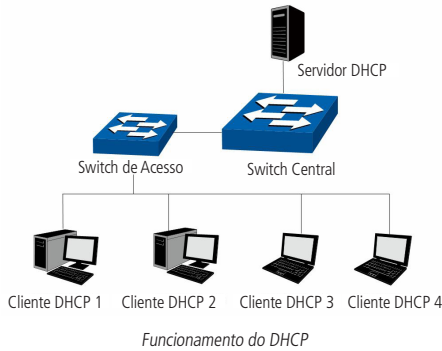 Servidor DHCP
Switch de Acesso
Switch Central
Cliente DHCP 1
Cliente DHCP 2
Cliente DHCP 3
Cliente DHCP 4
Funcionamento do DHCP